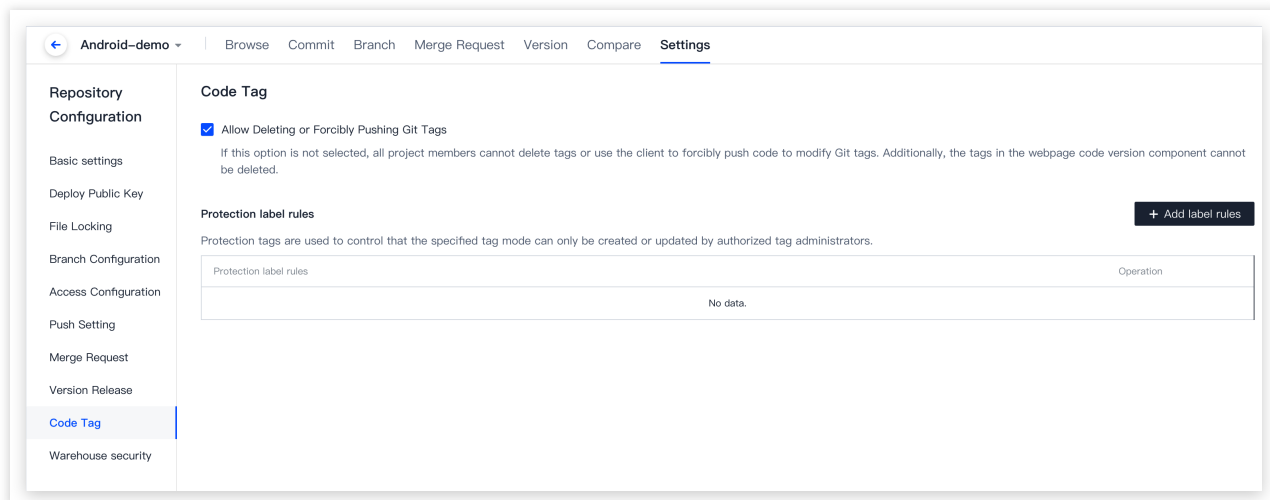 Android-demo
Browse Commit Branch Merge Request Version Compare Settings
Repository
Configuration
Basic settings
Deploy Public Key
File Locking
Branch Configuration
Access Configuration
Push Setting
Merge Request
Version Release
Code Tag
Warehouse security
Code Tag
Allow Deleting or Forcibly Pushing Git Tags
If this option is not selected, all project members cannot delete tags or use the client to forcibly push code to modify Git tags. Additionally, the tags in the webpage code version component cannot
be deleted.
Protection label rules
+ Add label rules
Protection tags are used to control that the specified tag mode can only be created or updated by authorized tag administrators.
Protection label rules Operation
No data.